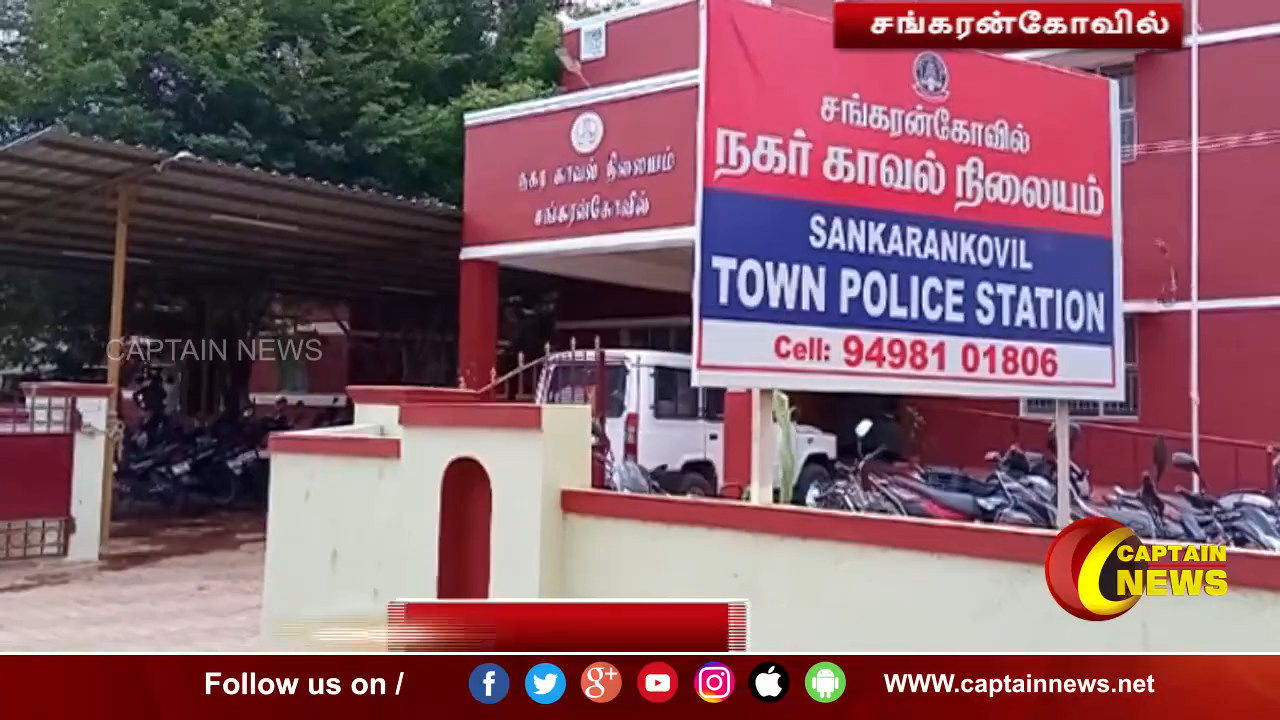 சங்கரன்கோவில்
சங்கரன்கோவில்
நகர் காவல் நிலையம்
SANKARANKOVIL
TOWN POLICE STATION
Cell: 94981 01806
நகர காவல் நிலையம்
சங்கரன்கோவில்
CAPTAIN NEWS
CAPTAIN
NEWS
Follow us on / WWW.captainnews.net